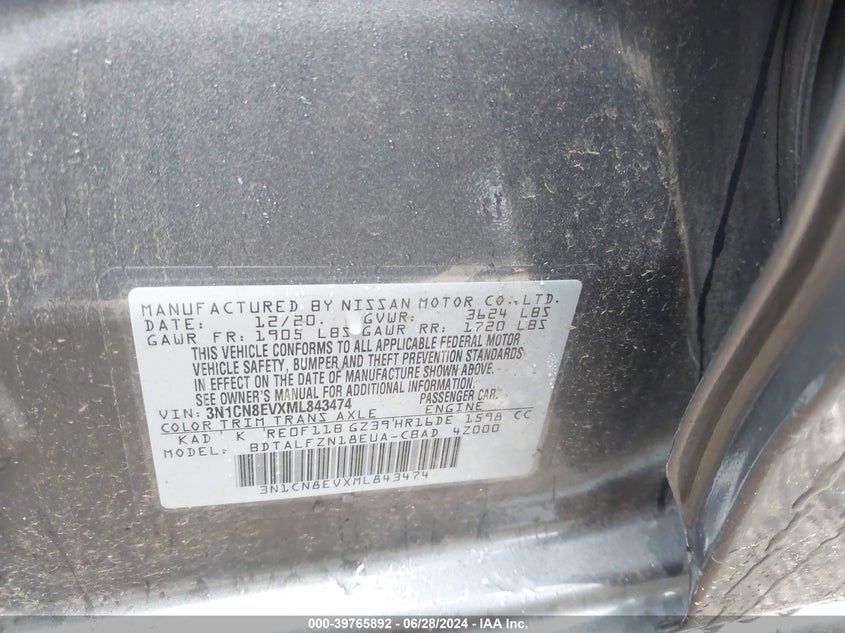 MANUFACTURED BY NISSAN MOTOR CO.,LTD.
DATE: 12/20. GVWR: 3624 LBS
GAWR FR: 1905 LBS GAWR RR: 1720 LBS
THIS VEHICLE CONFORMS TO ALL APPLICABLE FEDERAL MOTOR
VEHICLE SAFETY, BUMPER AND THEFT PREVENTION STANDARDS
IN EFFECT ON THE DATE OF MANUFACTURE SHOWN ABOVE.
SEE OWNER'S MANUAL FOR ADDITIONAL INFORMATION.
VIN: 3N1CN8EVXML843474 PASSENGER CAR.
COLOR TRIM TRANS AXLE ENGINE
KAD K RE0F11B GZ39 HR16DE 1598 CC
MODEL: BDTALFZN18EUA-CBAD 4Z000
3N1CN8EVXML843474
000-39765892 / 06/28/2024 - © IAA Inc.